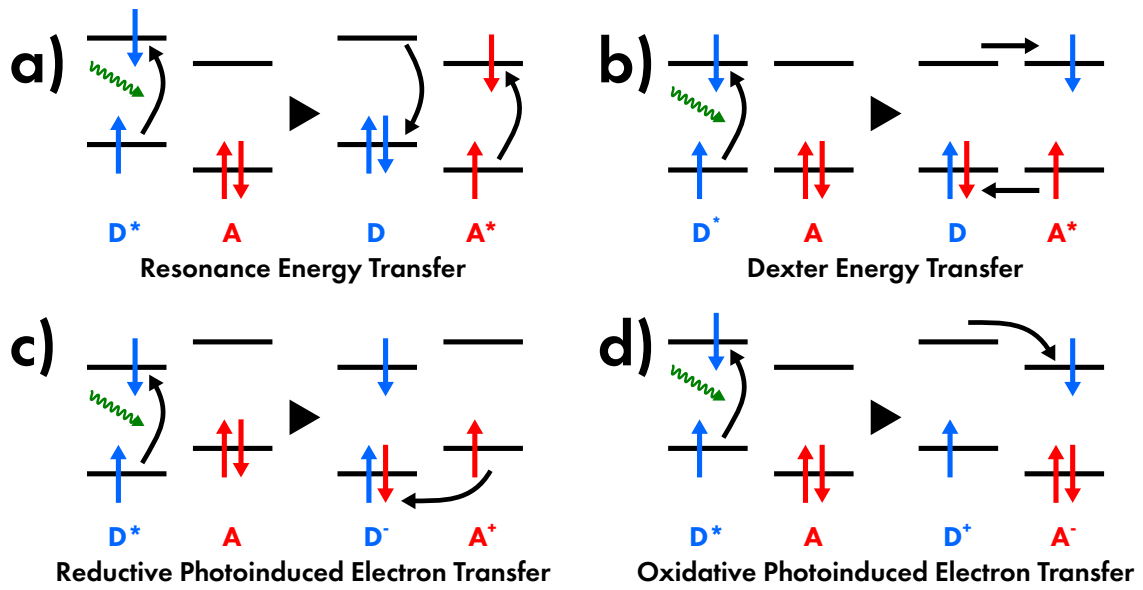 a)
D* A D A*
Resonance Energy Transfer
b)
D* A D A*
Dexter Energy Transfer
c)
D* A D- A+
Reductive Photoinduced Electron Transfer
d)
D* A D+ A-
Oxidative Photoinduced Electron Transfer